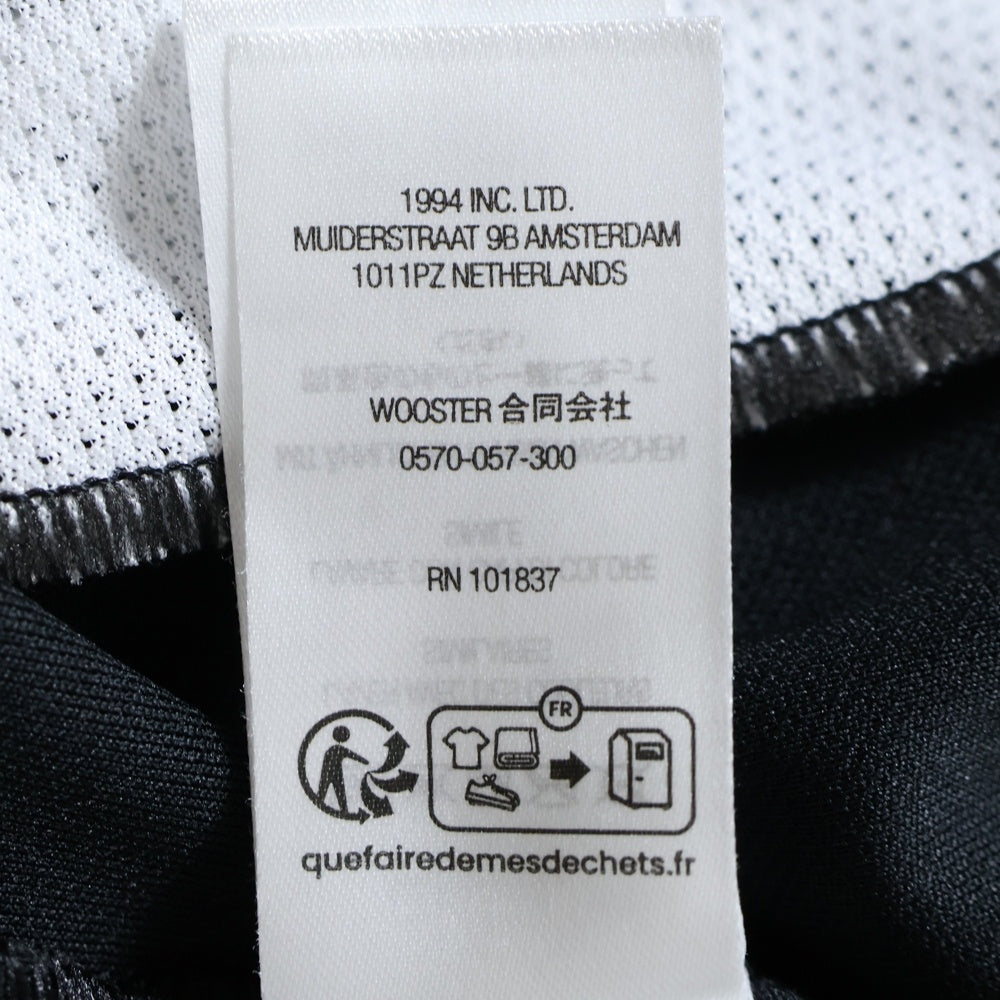 1994 INC. LTD.
MUIDERSTRAAT 9B AMSTERDAM
1011PZ NETHERLANDS
WOOSTER 合同会社
0570-057-300
RN 101837
FR
quefairedemesdechets.fr